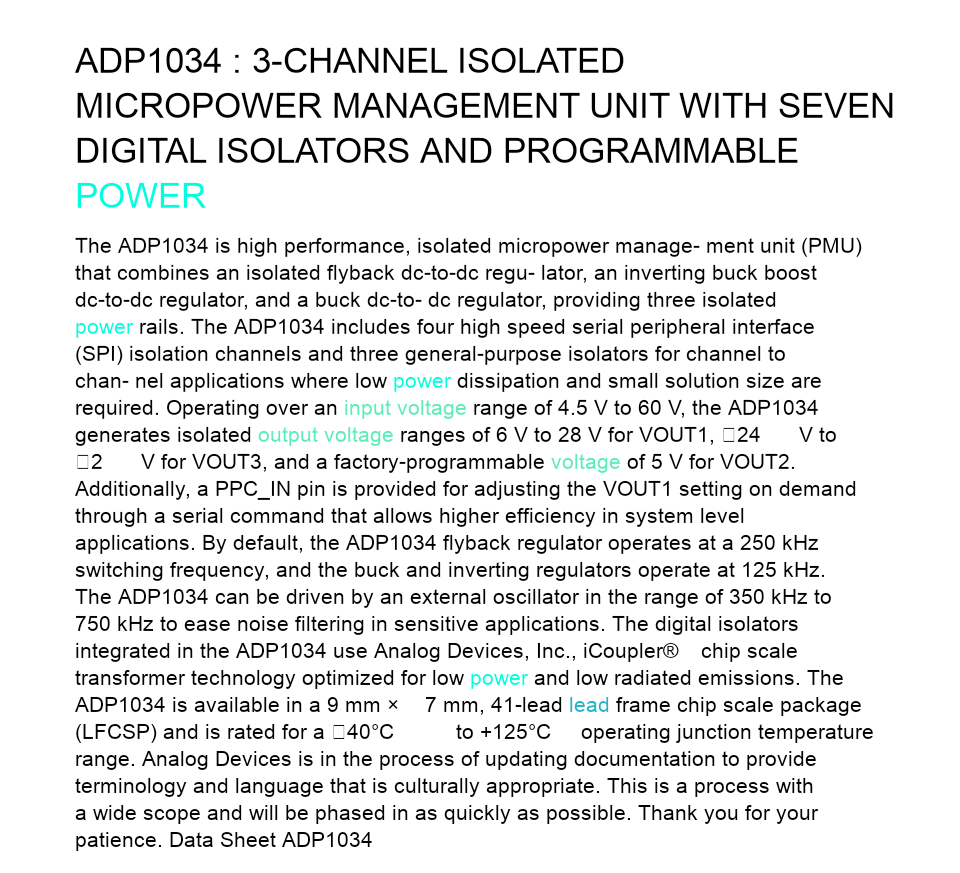 ADP1034 : 3-CHANNEL ISOLATED
MICROPOWER MANAGEMENT UNIT WITH SEVEN
DIGITAL ISOLATORS AND PROGRAMMABLE
POWER
The ADP1034 is high performance, isolated micropower manage- ment unit (PMU)
that combines an isolated flyback dc-to-dc regu- lator, an inverting buck boost
dc-to-dc regulator, and a buck dc-to- dc regulator, providing three isolated
power rails. The ADP1034 includes four high speed serial peripheral interface
(SPI) isolation channels and three general-purpose isolators for channel to
chan- nel applications where low power dissipation and small solution size are
required. Operating over an input voltage range of 4.5 V to 60 V, the ADP1034
generates isolated output voltage ranges of 6 V to 28 V for VOUT1, □24 V to
□2 V for VOUT3, and a factory-programmable voltage of 5 V for VOUT2.
Additionally, a PPC_IN pin is provided for adjusting the VOUT1 setting on demand
through a serial command that allows higher efficiency in system level
applications. By default, the ADP1034 flyback regulator operates at a 250 kHz
switching frequency, and the buck and inverting regulators operate at 125 kHz.
The ADP1034 can be driven by an external oscillator in the range of 350 kHz to
750 kHz to ease noise filtering in sensitive applications. The digital isolators
integrated in the ADP1034 use Analog Devices, Inc., iCoupler® chip scale
transformer technology optimized for low power and low radiated emissions. The
ADP1034 is available in a 9 mm × 7 mm, 41-lead lead frame chip scale package
(LFCSP) and is rated for a □40°C to +125°C operating junction temperature
range. Analog Devices is in the process of updating documentation to provide
terminology and language that is culturally appropriate. This is a process with
a wide scope and will be phased in as quickly as possible. Thank you for your
patience. Data Sheet ADP1034